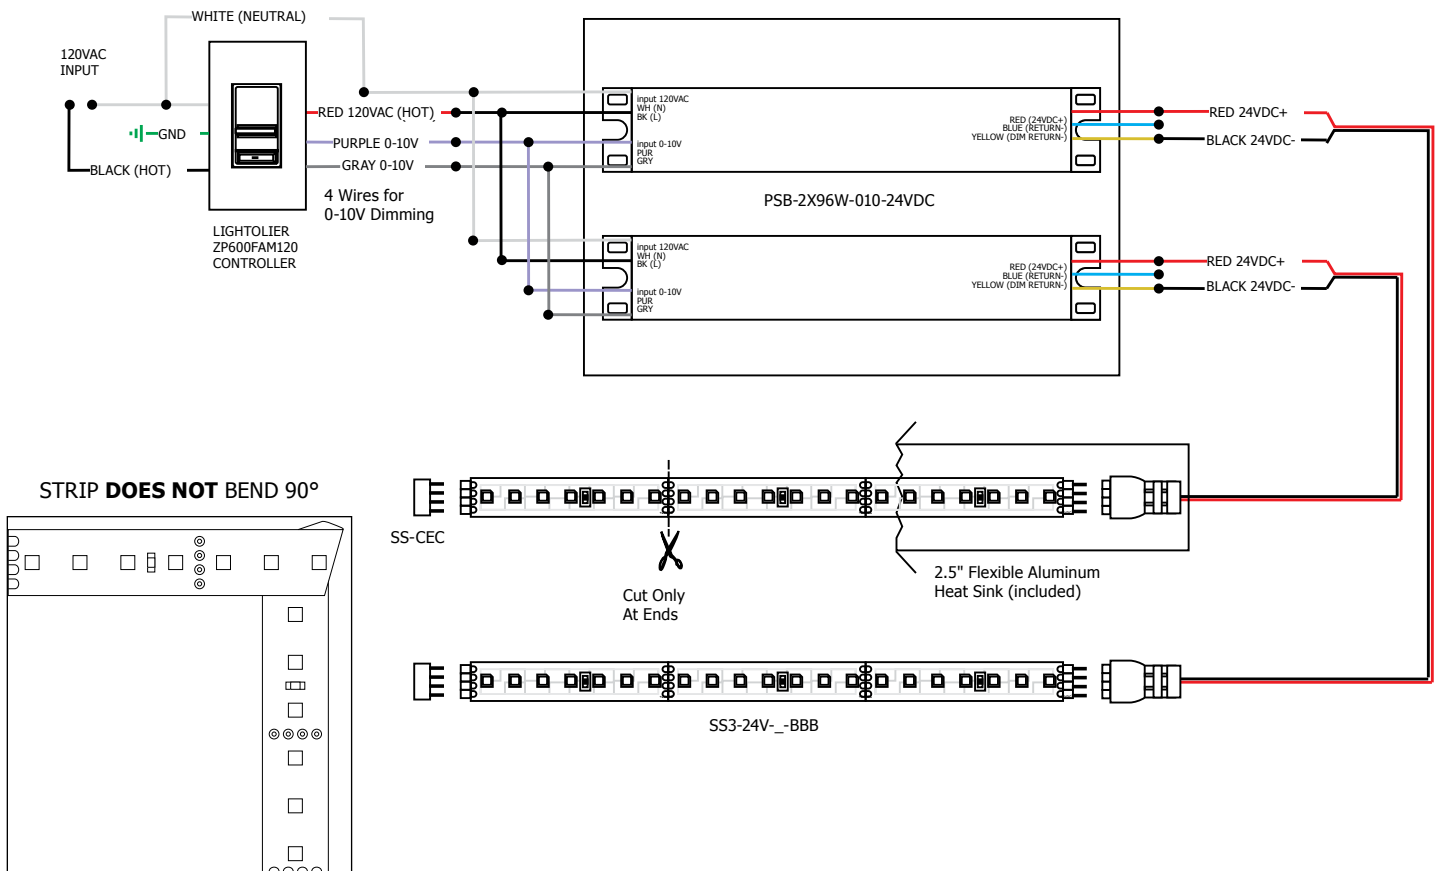 WHITE (NEUTRAL)
120VAC
INPUT
GND
BLACK (HOT)
RED 120VAC (HOT)
PURPLE 0-10V
GRAY 0-10V
4 Wires for
0-10V Dimming
LIGHTOLIER
ZP600FAM120
CONTROLLER
input 120VAC
WH (N)
BK (L)
input 0-10V
PUR
GRY
RED (24VDC+)
BLUE (RETURN-)
YELLOW (DIM RETURN-)
RED 24VDC+
BLACK 24VDC-
PSB-2X96W-010-24VDC
input 120VAC
WH (N)
BK (L)
input 0-10V
PUR
GRY
RED (24VDC+)
BLUE (RETURN-)
YELLOW (DIM RETURN-)
RED 24VDC+
BLACK 24VDC-
STRIP DOES NOT BEND 90°
SS-CEC
Cut Only
At Ends
2.5" Flexible Aluminum
Heat Sink (included)
SS3-24V-_-BBB